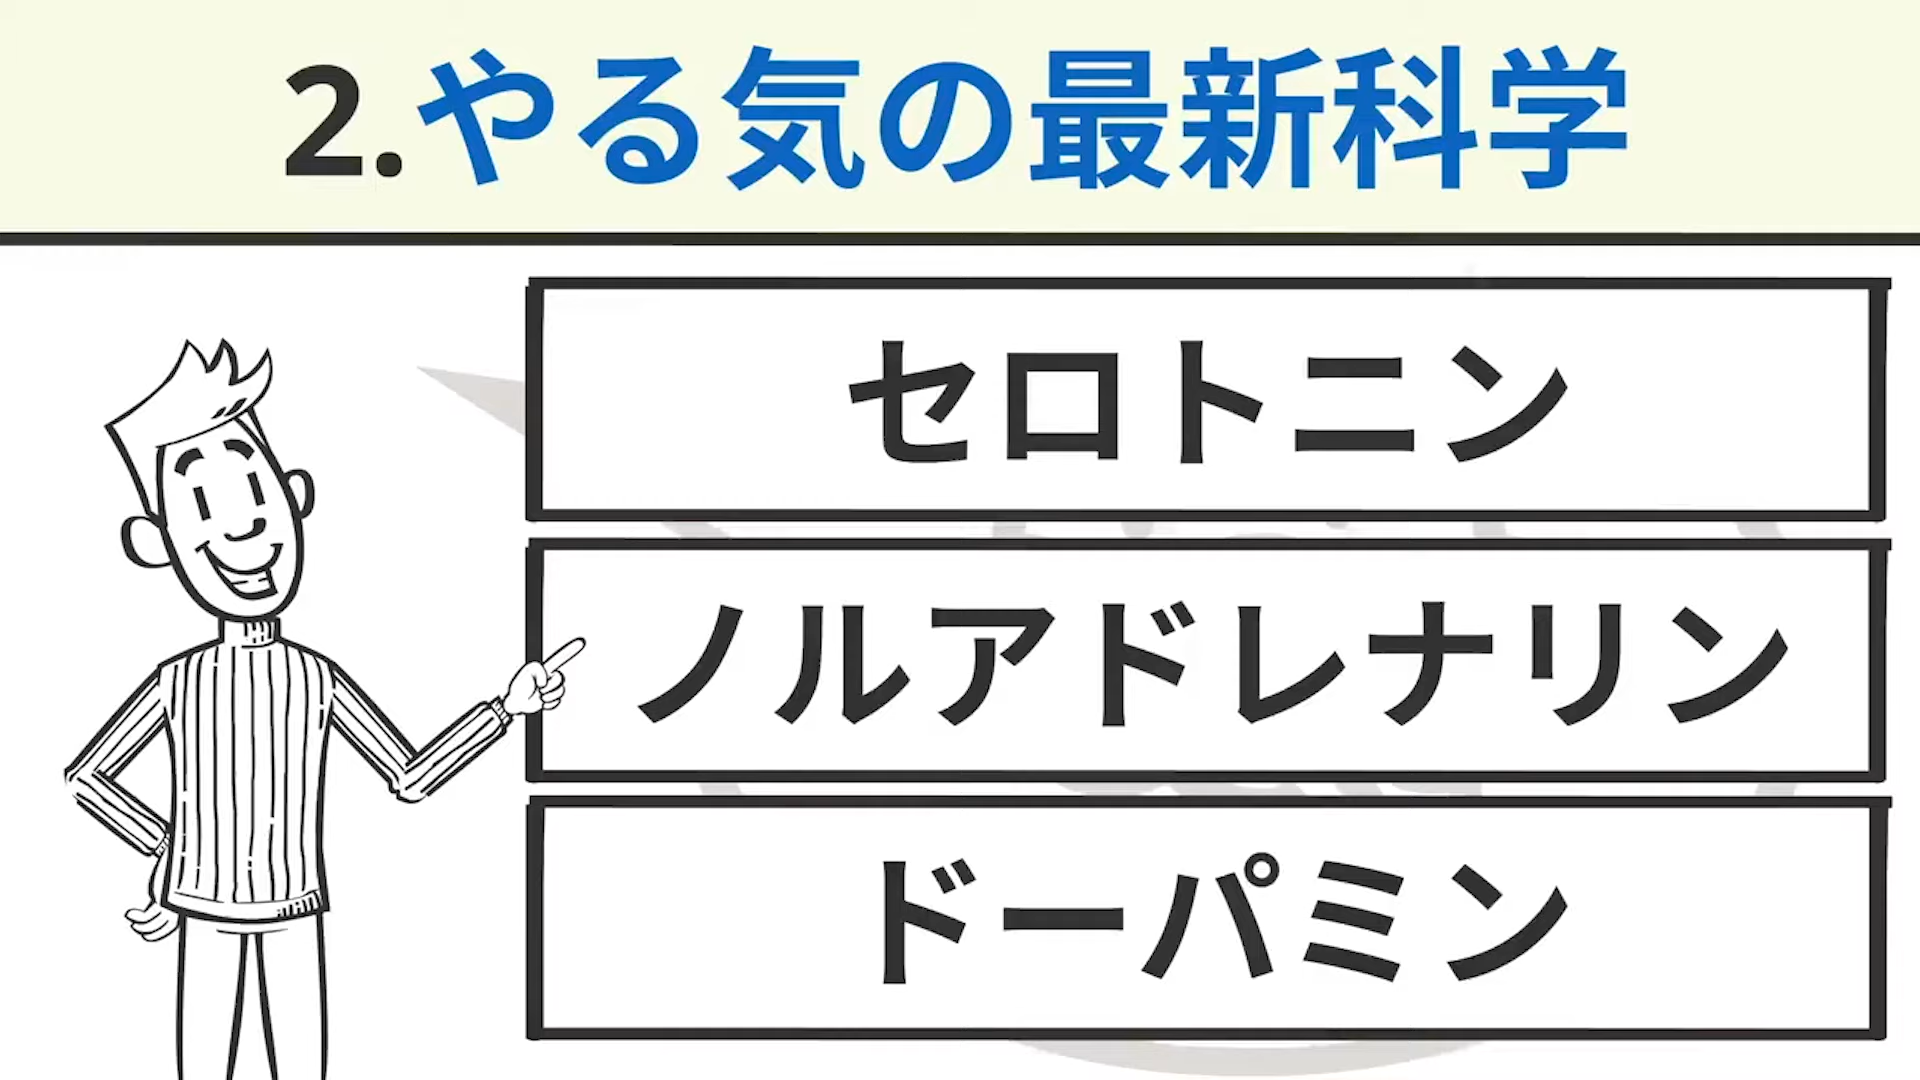 2.やる気の最新科学
セロトニン
ノルアドレナリン
ドーパミン